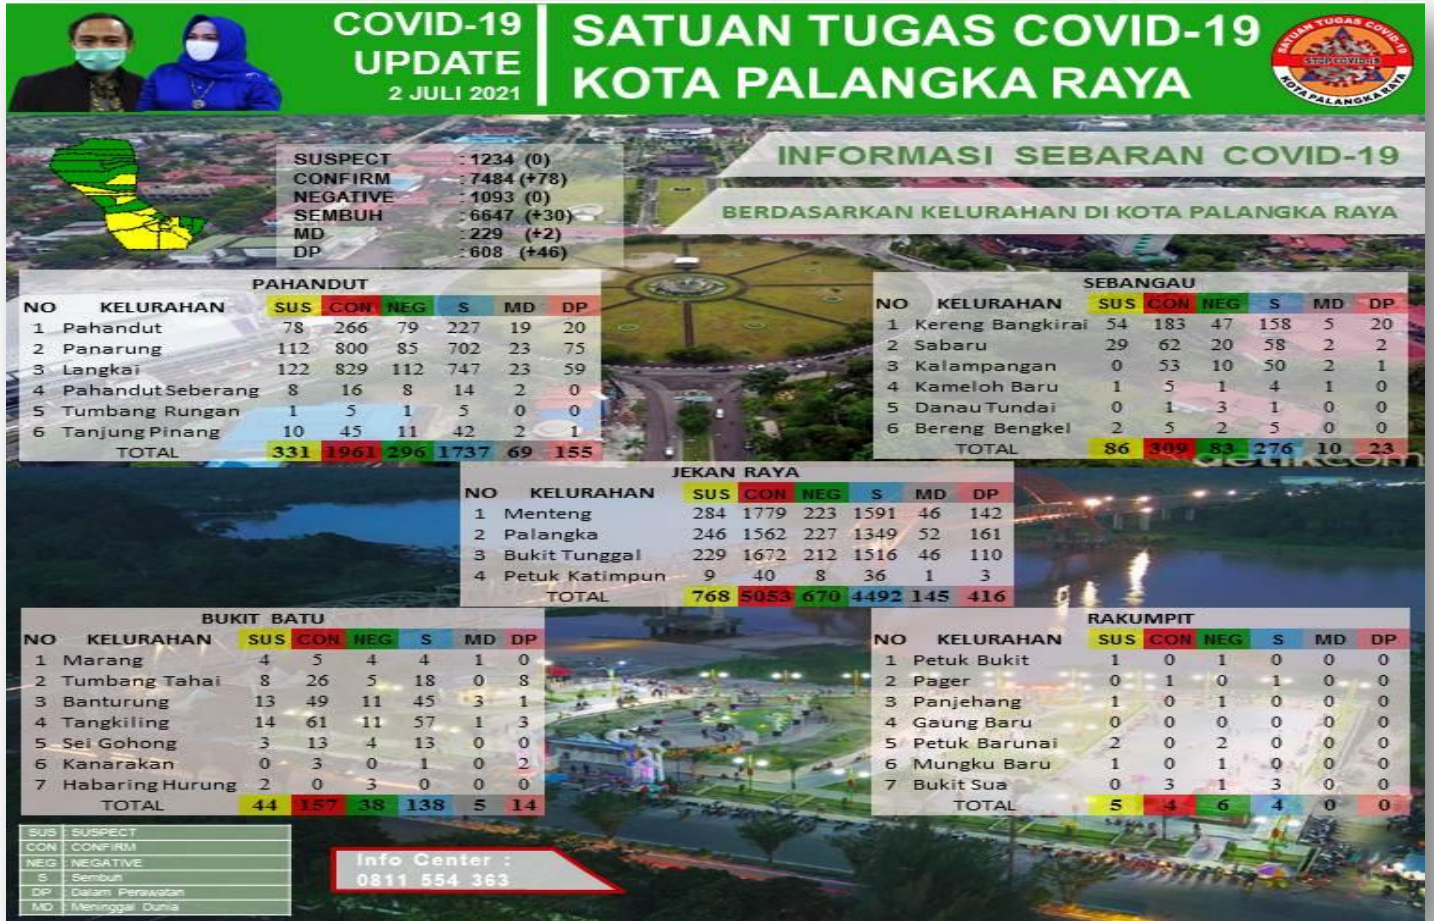 COVID-19
UPDATE
2 JULI 2021
SATUAN TUGAS COVID-19
KOTA PALANGKA RAYA
SATUAN TUGAS COVID-19
STOP COVID-19
KOTA PALANGKA RAYA
SUSPECT : 1234 (0)
CONFIRM : 7484 (+78)
NEGATIVE : 1093 (0)
SEMBUH : 6647 (+30)
MD : 229 (+2)
DP : 608 (+46)
INFORMASI SEBARAN COVID-19
BERDASARKAN KELURAHAN DI KOTA PALANGKA RAYA
PAHANDUT
NO KELURAHAN SUS CON NEG S MD DP
1 Pahandut 78 266 79 227 19 20
2 Panarung 112 800 85 702 23 75
3 Langkai 122 829 112 747 23 59
4 Pahandut Seberang 8 16 8 14 2 0
5 Tumbang Rungan 1 5 1 5 0 0
6 Tanjung Pinang 10 45 11 42 2 1
TOTAL 331 1961 296 1737 69 155
SEBANGAU
NO KELURAHAN SUS CON NEG S MD DP
1 Kereng Bangkirai 54 183 47 158 5 20
2 Sabaru 29 62 20 58 2 2
3 Kalampangan 0 53 10 50 2 1
4 Kameloh Baru 1 5 1 4 1 0
5 Danau Tundai 0 1 3 1 0 0
6 Bereng Bengkel 2 5 2 5 0 0
TOTAL 86 309 83 276 10 23
detikcom
JEKAN RAYA
NO KELURAHAN SUS CON NEG S MD DP
1 Menteng 284 1779 223 1591 46 142
2 Palangka 246 1562 227 1349 52 161
3 Bukit Tunggal 229 1672 212 1516 46 110
4 Petuk Katimpun 9 40 8 36 1 3
TOTAL 768 5053 670 4492 145 416
BUKIT BATU
NO KELURAHAN SUS CON NEG S MD DP
1 Marang 4 5 4 4 1 0
2 Tumbang Tahai 8 26 5 18 0 8
3 Banturung 13 49 11 45 3 1
4 Tangkiling 14 61 11 57 1 3
5 Sei Gohong 3 13 4 13 0 0
6 Kanarakan 0 3 0 1 0 2
7 Habaring Hurung 2 0 3 0 0 0
TOTAL 44 157 38 138 5 14
RAKUMPIT
NO KELURAHAN SUS CON NEG S MD DP
1 Petuk Bukit 1 0 1 0 0 0
2 Pager 0 1 0 1 0 0
3 Panjehang 1 0 1 0 0 0
4 Gaung Baru 0 0 0 0 0 0
5 Petuk Barunai 2 0 2 0 0 0
6 Mungku Baru 1 0 1 0 0 0
7 Bukit Sua 0 3 1 3 0 0
TOTAL 5 4 6 4 0 0
SUS : SUSPECT
CON : CONFIRM
NEG : NEGATIVE
S : Sembuh
DP : Dalam Perawatan
MD : Meninggal Dunia
Info Center :
0811 554 363